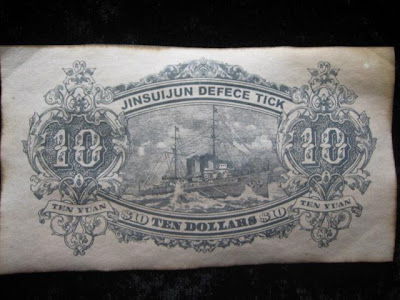 JINSUIJUN DEFECE TICK
10 10
TEN YUAN $10 TEN DOLLARS $10 TEN YUAN